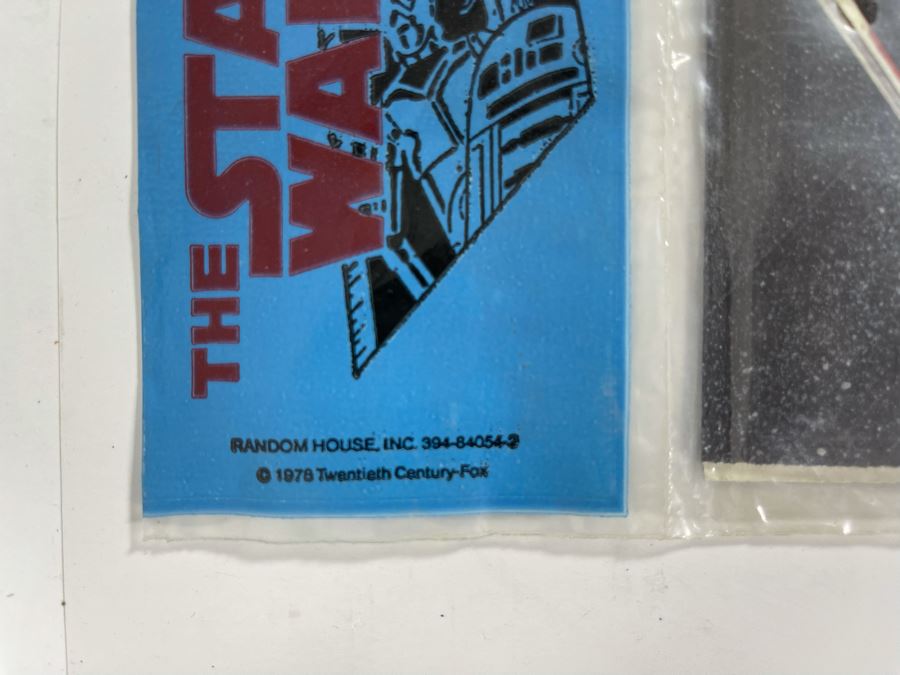 THE STA
WA
RANDOM HOUSE, INC. 394-84054-2
© 1978 Twentieth Century-Fox